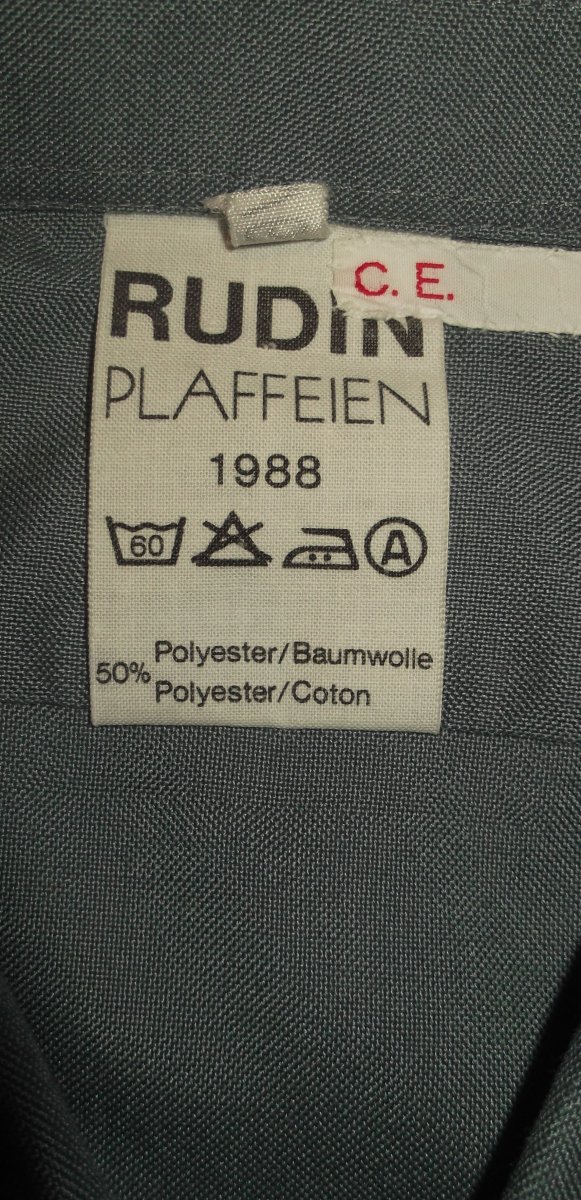 C. E.
RUDIN
PLAFFEIEN
1988
60 A
50% Polyester/Baumwolle
Polyester/Coton